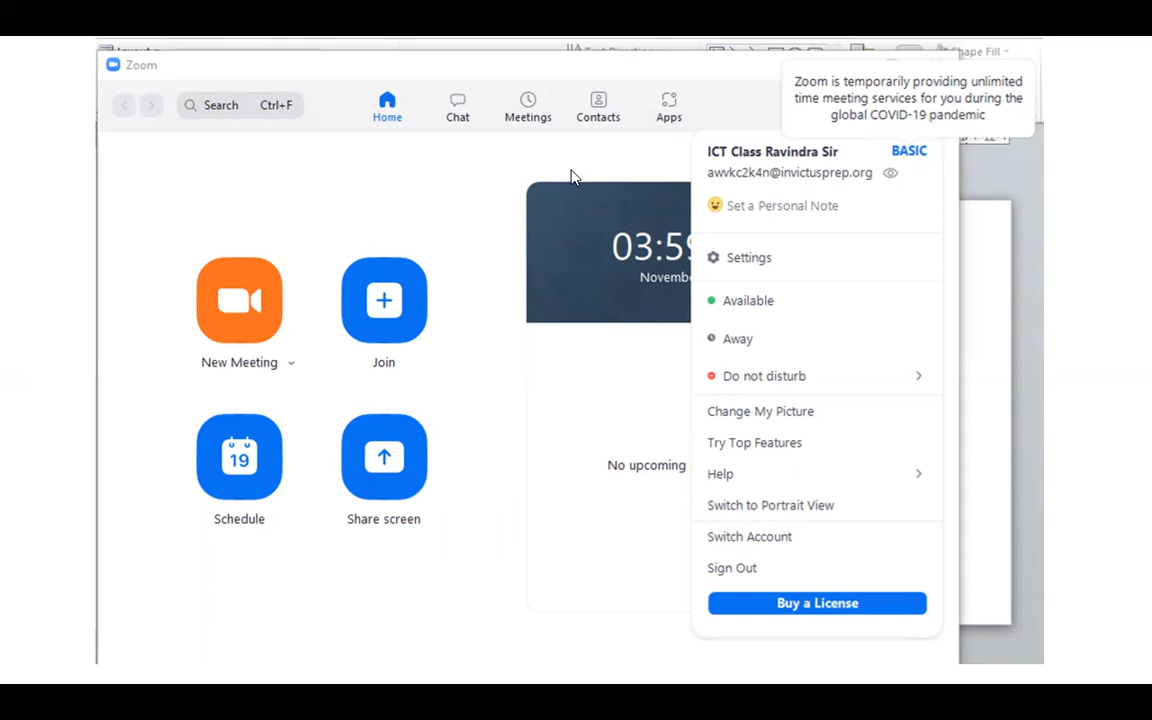 Shape Fill
Zoom
Zoom is temporarily providing unlimited
time meeting services for you during the
global COVID-19 pandemic
Search Ctrl+F
Home
Chat
Meetings
Contacts
Apps
ICT Class Ravindra Sir BASIC
awvkc2k4n@invictusprep.org
Set a Personal Note
03:59
Novembe
Settings
Available
Away
Do not disturb
New Meeting
Join
Change My Picture
Try Top Features
No upcoming
19
Help
Switch to Portrait View
Schedule
Share screen
Switch Account
Sign Out
Buy a License